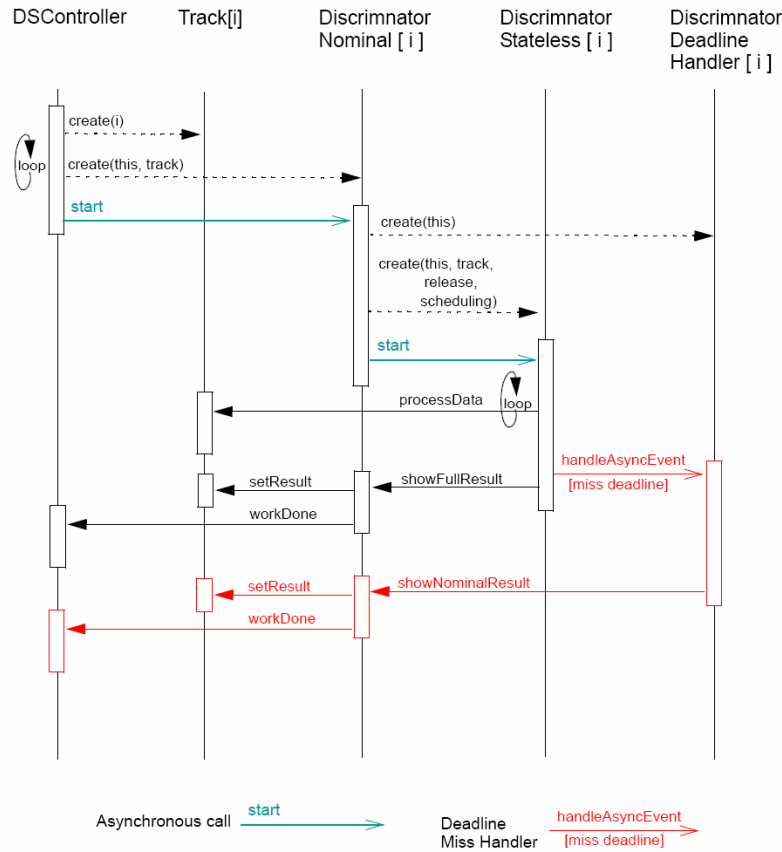 DSController
Track[i]
Discrimnator
Nominal [ i ]
Discrimnator
Stateless [ i ]
Discrimnator
Deadline
Handler [ i ]
create(i)
loop
create(this, track)
start
create(this)
create(this, track,
release,
scheduling)
start
processData
loop
handleAsyncEvent
[miss deadline]
setResult
showFullResult
workDone
setResult
showNominalResult
workDone
Asynchronous call
start
Deadline
Miss Handler
handleAsyncEvent
[miss deadline]